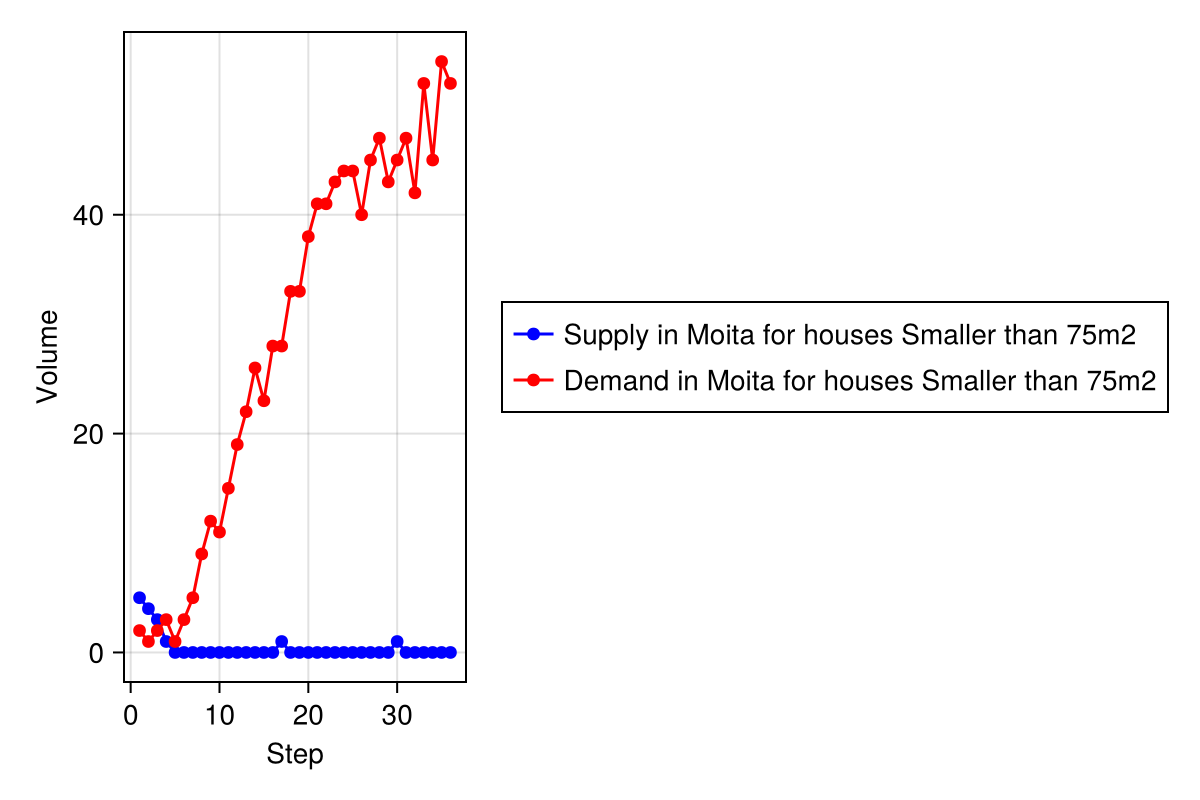 Volume
40
20
0
0 10 20 30
Step
Supply in Moita for houses Smaller than 75m2
Demand in Moita for houses Smaller than 75m2